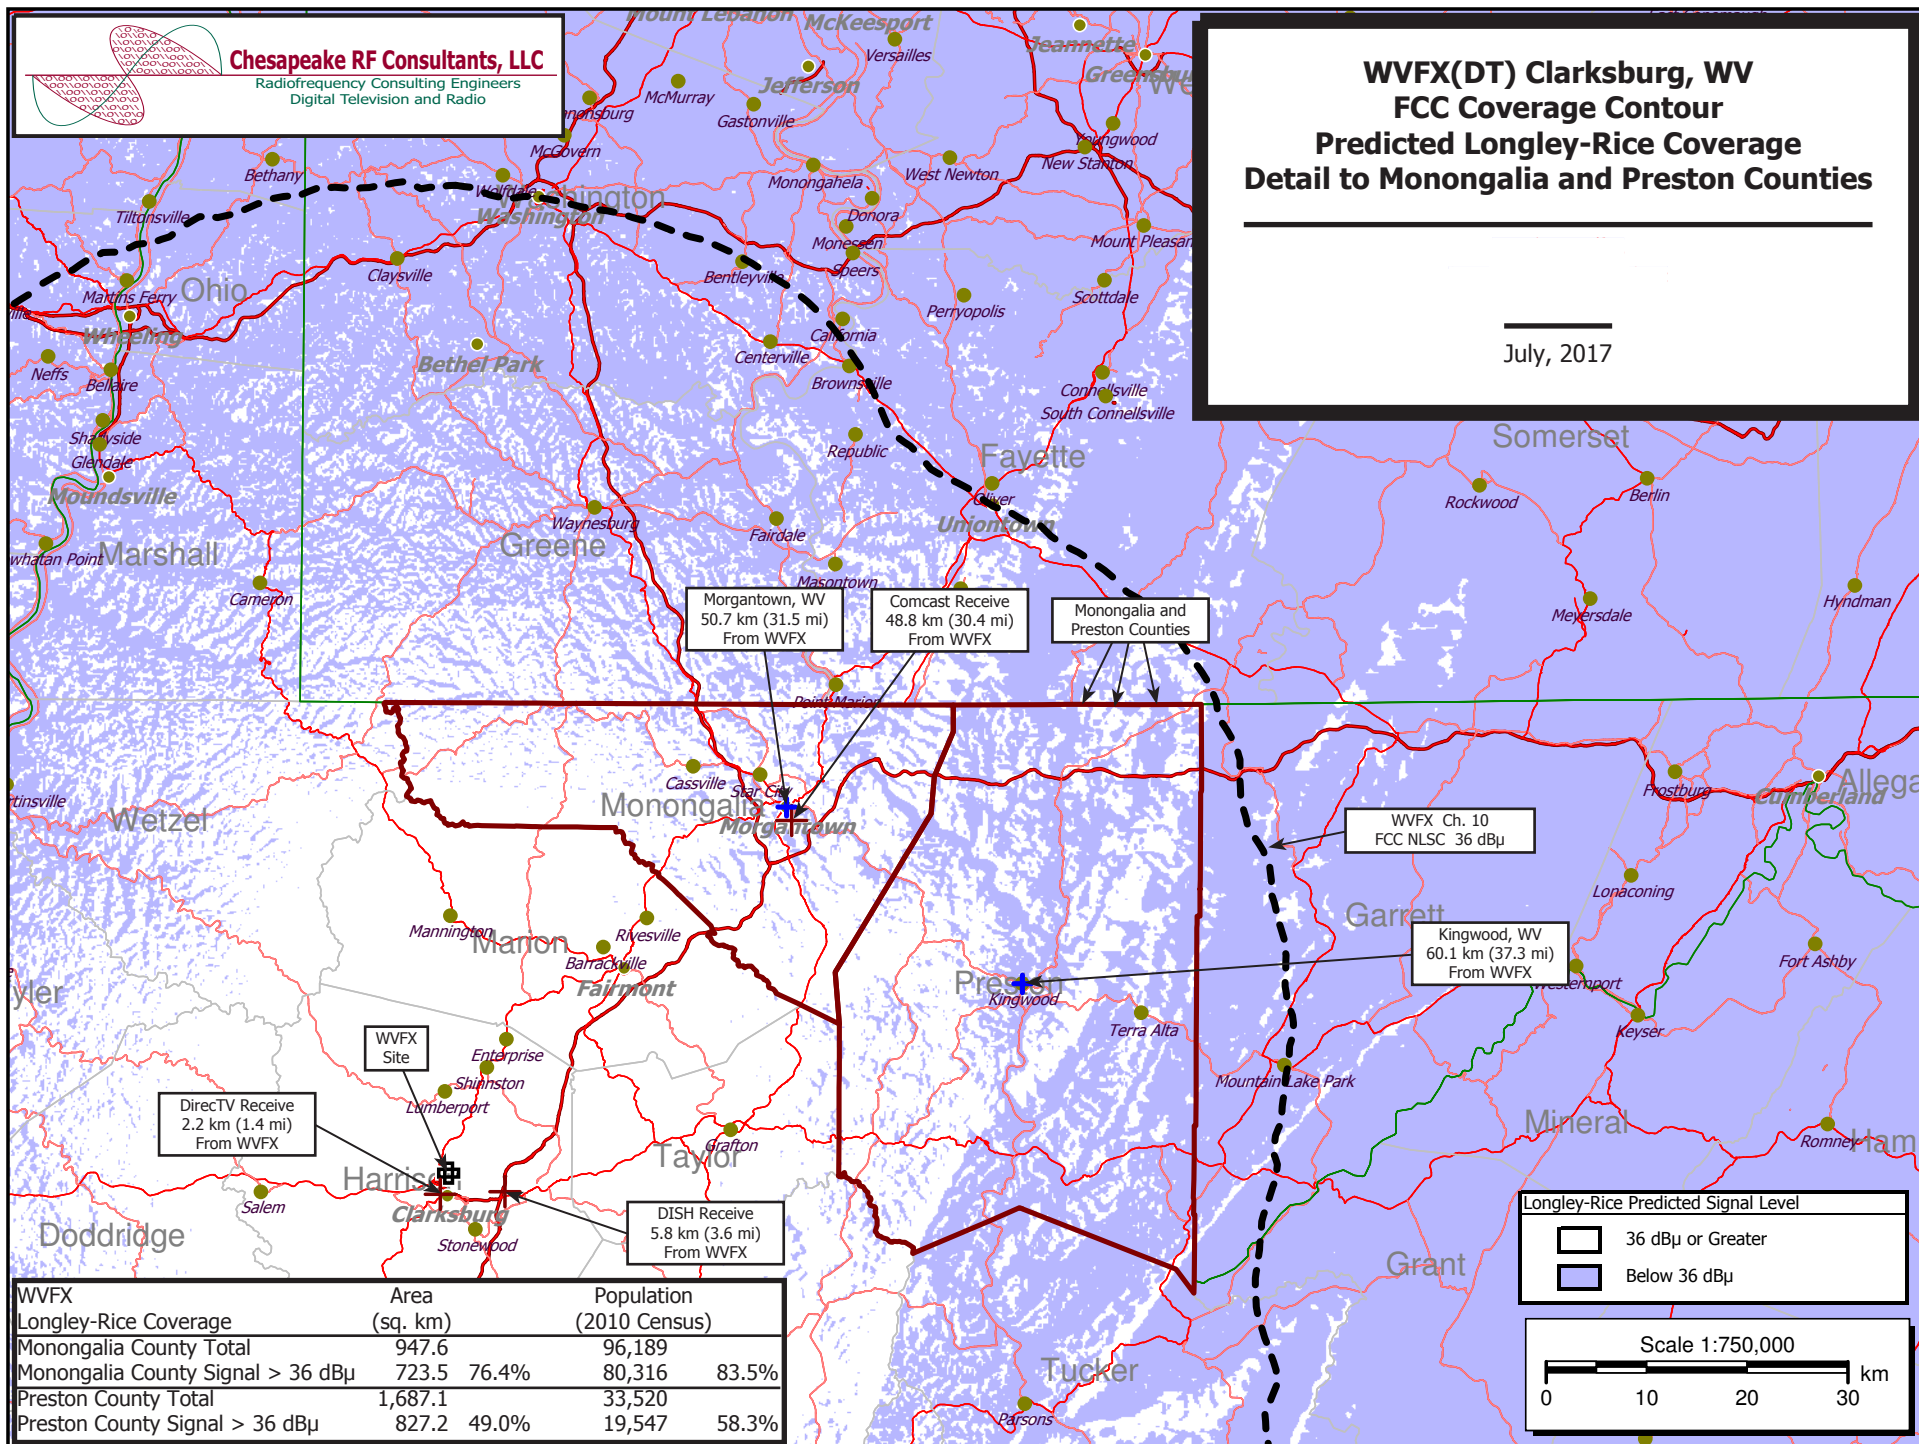 Chesapeake RF Consultants, LLC
Radiofrequency Consulting Engineers
Digital Television and Radio
WVFX(DT) Clarksburg, WV
FCC Coverage Contour
Predicted Longley-Rice Coverage
Detail to Monongalia and Preston Counties
July, 2017
Mount Lebanon
McKeesport
Versailles
Jeannette
Jefferson
McMurray
Gastonville
McGovern
Youngwood
New Stanton
Bethany
Wolfdale
Washington
Washington
Monongahela
West Newton
Donora
Tiltonsville
Monessen
Mount Pleasan
Claysville
Bentleyville
Speers
Martins Ferry
Ohio
Scottdale
Perryopolis
California
Wheeling
Bethel Park
Centerville
Neffs
Bellaire
Brownsville
Connellsville
South Connellsville
Shadyside
Republic
Somerset
Glendale
Fayette
Moundsville
Oliver
Rockwood
Berlin
Waynesburg
Fairdale
Uniontown
Greene
whatan Point
Marshall
Masontown
Cameron
Meyersdale
Hyndman
Morgantown, WV
50.7 km (31.5 mi)
From WVFX
Comcast Receive
48.8 km (30.4 mi)
From WVFX
Monongalia and
Preston Counties
Point Marion
Cassville
Star City
Monongalia
Morgantown
rtinsville
Wetzel
Frostburg
Cumberland
Allega
WVFX Ch. 10
FCC NLSC 36 dBµ
Lonaconing
Garrett
Mannington
Marion
Rivesville
Barrackville
Fairmont
Kingwood, WV
60.1 km (37.3 mi)
From WVFX
Fort Ashby
Westernport
yler
Preston
Kingwood
Terra Alta
Keyser
WVFX
Site
Enterprise
Shinnston
Lumberport
Mountain Lake Park
DirecTV Receive
2.2 km (1.4 mi)
From WVFX
Grafton
Taylor
Mineral
Romney
Ham
Harrison
Salem
Clarksburg
Stonewood
Doddridge
DISH Receive
5.8 km (3.6 mi)
From WVFX
Grant
Tucker
Parsons
Longley-Rice Predicted Signal Level
36 dBµ or Greater
Below 36 dBµ
Scale 1:750,000
km
0 10 20 30
WVFX Area Population
Longley-Rice Coverage (sq. km) (2010 Census)
Monongalia County Total 947.6 96,189
Monongalia County Signal > 36 dBµ 723.5 76.4% 80,316 83.5%
Preston County Total 1,687.1 33,520
Preston County Signal > 36 dBµ 827.2 49.0% 19,547 58.3%